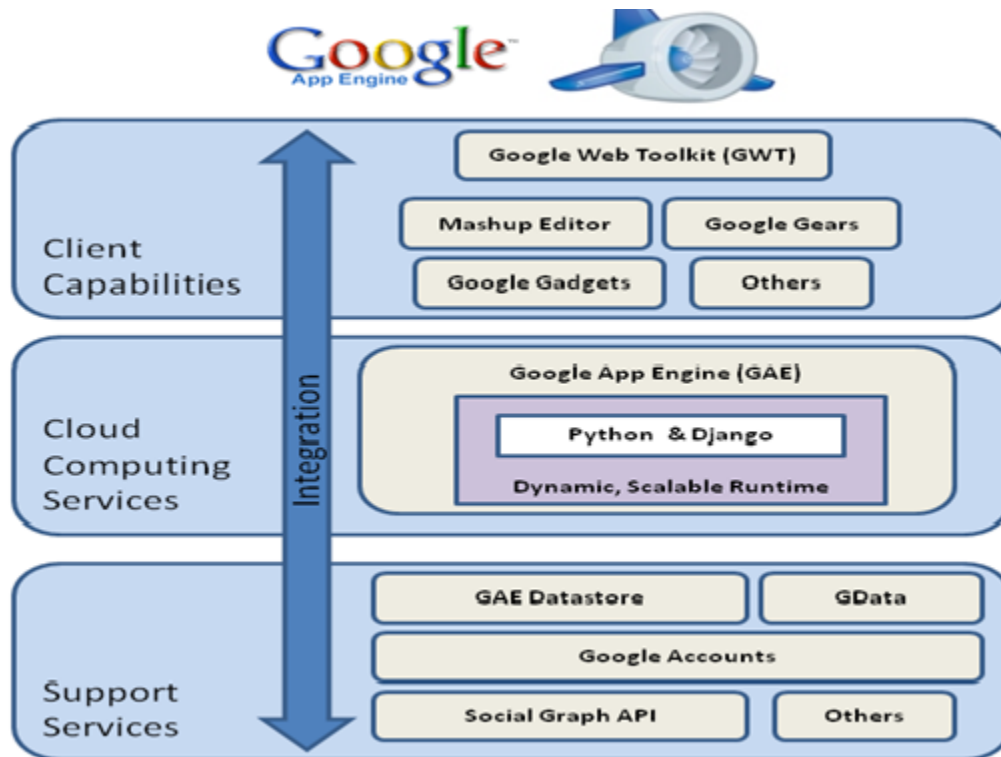 Google™
App Engine
Client
Capabilities
Google Web Toolkit (GWT)
Mashup Editor
Google Gears
Google Gadgets
Others
Integration
Cloud
Computing
Services
Google App Engine (GAE)
Python & Django
Dynamic, Scalable Runtime
Support
Services
GAE Datastore
GData
Google Accounts
Social Graph API
Others